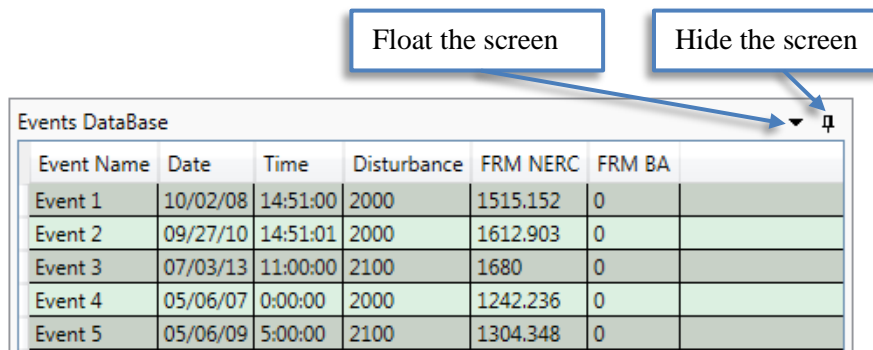 Float the screen Hide the screen
Events DataBase
Event Name Date Time Disturbance FRM NERC FRM BA
Event 1 10/02/08 14:51:00 2000 1515.152 0
Event 2 09/27/10 14:51:01 2000 1612.903 0
Event 3 07/03/13 11:00:00 2100 1680 0
Event 4 05/06/07 0:00:00 2000 1242.236 0
Event 5 05/06/09 5:00:00 2100 1304.348 0